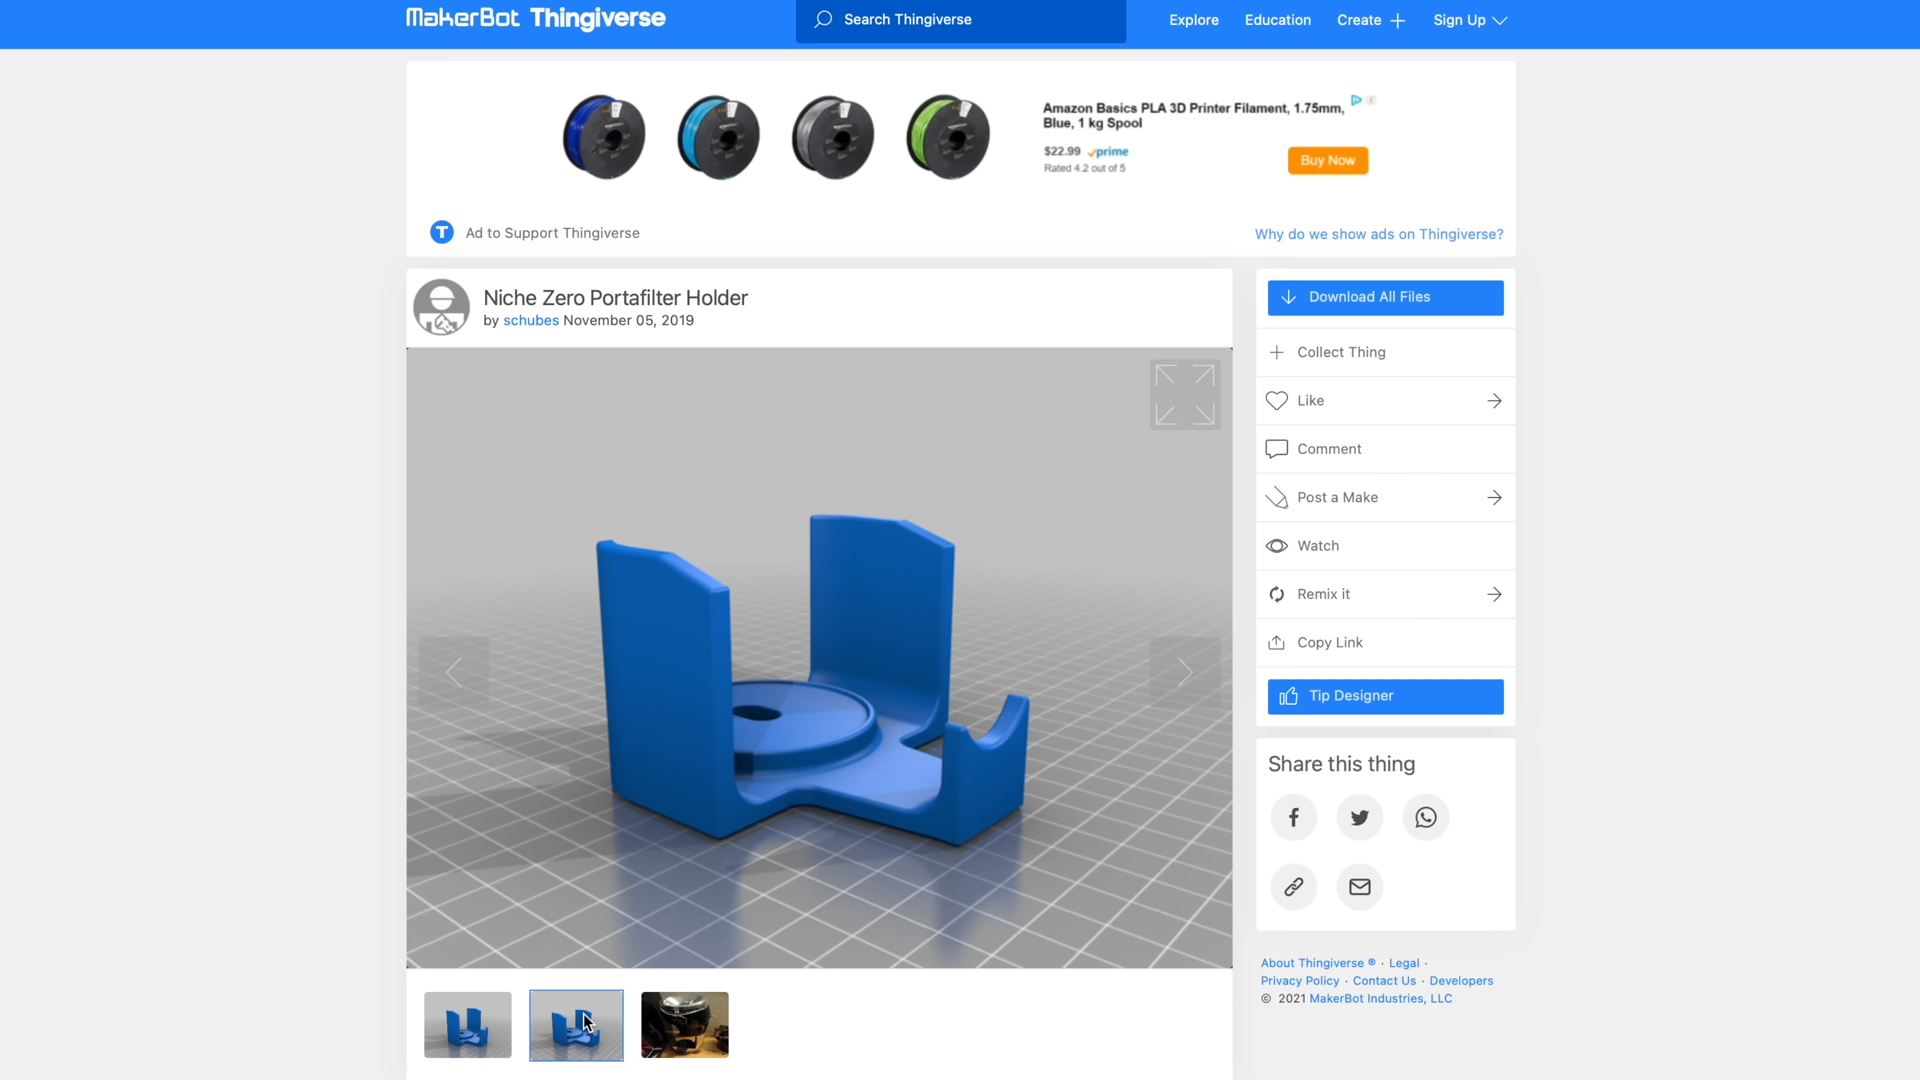 MakerBot Thingiverse
Search Thingiverse
Explore
Education
Create
Sign Up
Amazon Basics PLA 3D Printer Filament, 1.75mm,
Blue, 1 kg Spool
$22.99 prime
Rated 4.2 out of 5
Buy Now
T
Ad to Support Thingiverse
Why do we show ads on Thingiverse?
Niche Zero Portafilter Holder
by schubes November 05, 2019
Download All Files
Collect Thing
Like
Comment
Post a Make
Watch
Remix it
Copy Link
Tip Designer
Share this thing
About Thingiverse ® · Legal ·
Privacy Policy · Contact Us · Developers
© 2021 MakerBot Industries, LLC